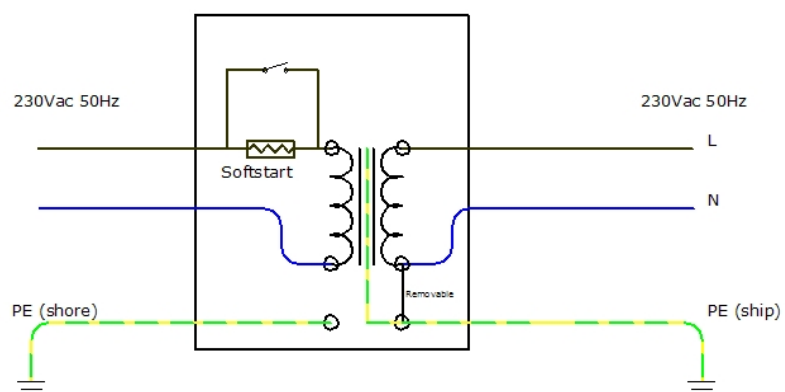 230Vac 50Hz
230Vac 50Hz
L
Softstart
N
Removable
PE (shore)
PE (ship)